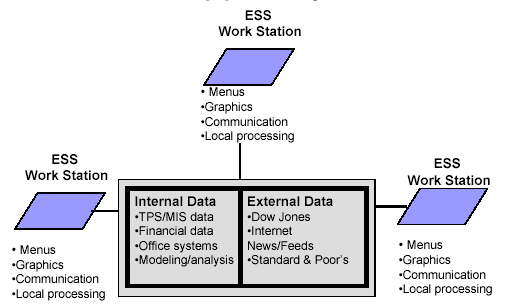 ESS
Work Station
• Menus
•Graphics
•Communication
•Local processing
ESS
Work Station
• Menus
•Graphics
•Communication
•Local processing
Internal Data
•TPS/MIS data
•Financial data
•Office systems
•Modeling/analysis
External Data
•Dow Jones
•Internet
News/Feeds
•Standard & Poor's
ESS
Work Station
• Menus
•Graphics
•Communication
•Local processing